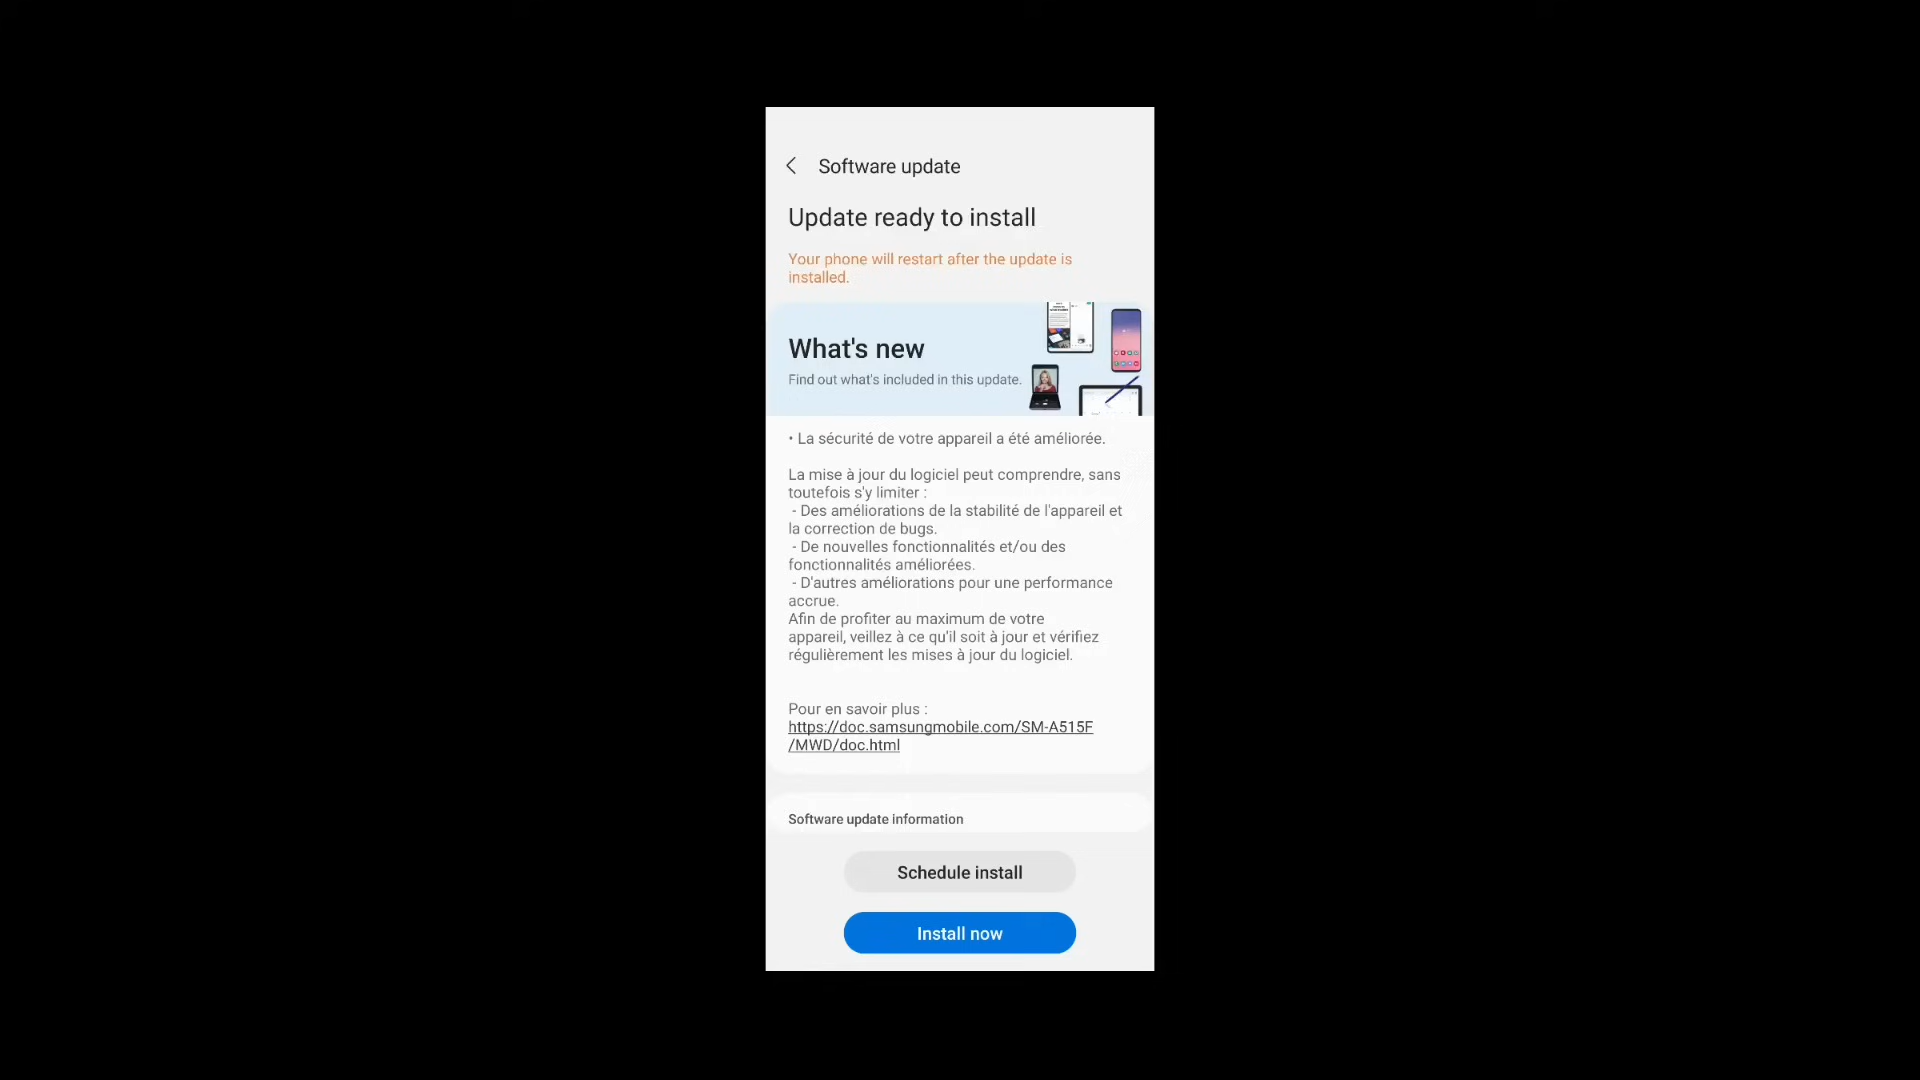 Software update
Update ready to install
Your phone will restart after the update is
installed.
What's new
Find out what's included in this update.
• La sécurité de votre appareil a été améliorée.
La mise à jour du logiciel peut comprendre, sans
toutefois s'y limiter :
- Des améliorations de la stabilité de l'appareil et
la correction de bugs.
- De nouvelles fonctionnalités et/ou des
fonctionnalités améliorées.
- D'autres améliorations pour une performance
accrue.
Afin de profiter au maximum de votre
appareil, veillez à ce qu'il soit à jour et vérifiez
régulièrement les mises à jour du logiciel.
Pour en savoir plus :
https://doc.samsungmobile.com/SM-A515F
/MWD/doc.html
Software update information
Schedule install
Install now